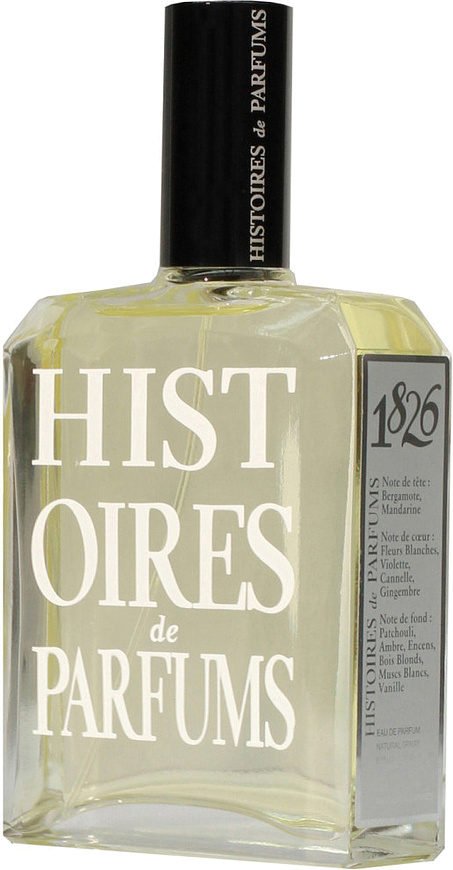 HISTOIRES de PARFUMS
HIST
OIRES
de
PARFUMS
1826
HISTOIRES de PARFUMS
Note de tête :
Bergamote,
Mandarine
Note de cœur :
Fleurs Blanches,
Violette,
Cannelle,
Gingembre
Note de fond :
Patchouli,
Ambre, Encens,
Bois Blonds,
Muscs Blancs,
Vanille
EAU DE PARFUM
NATURAL SPRAY